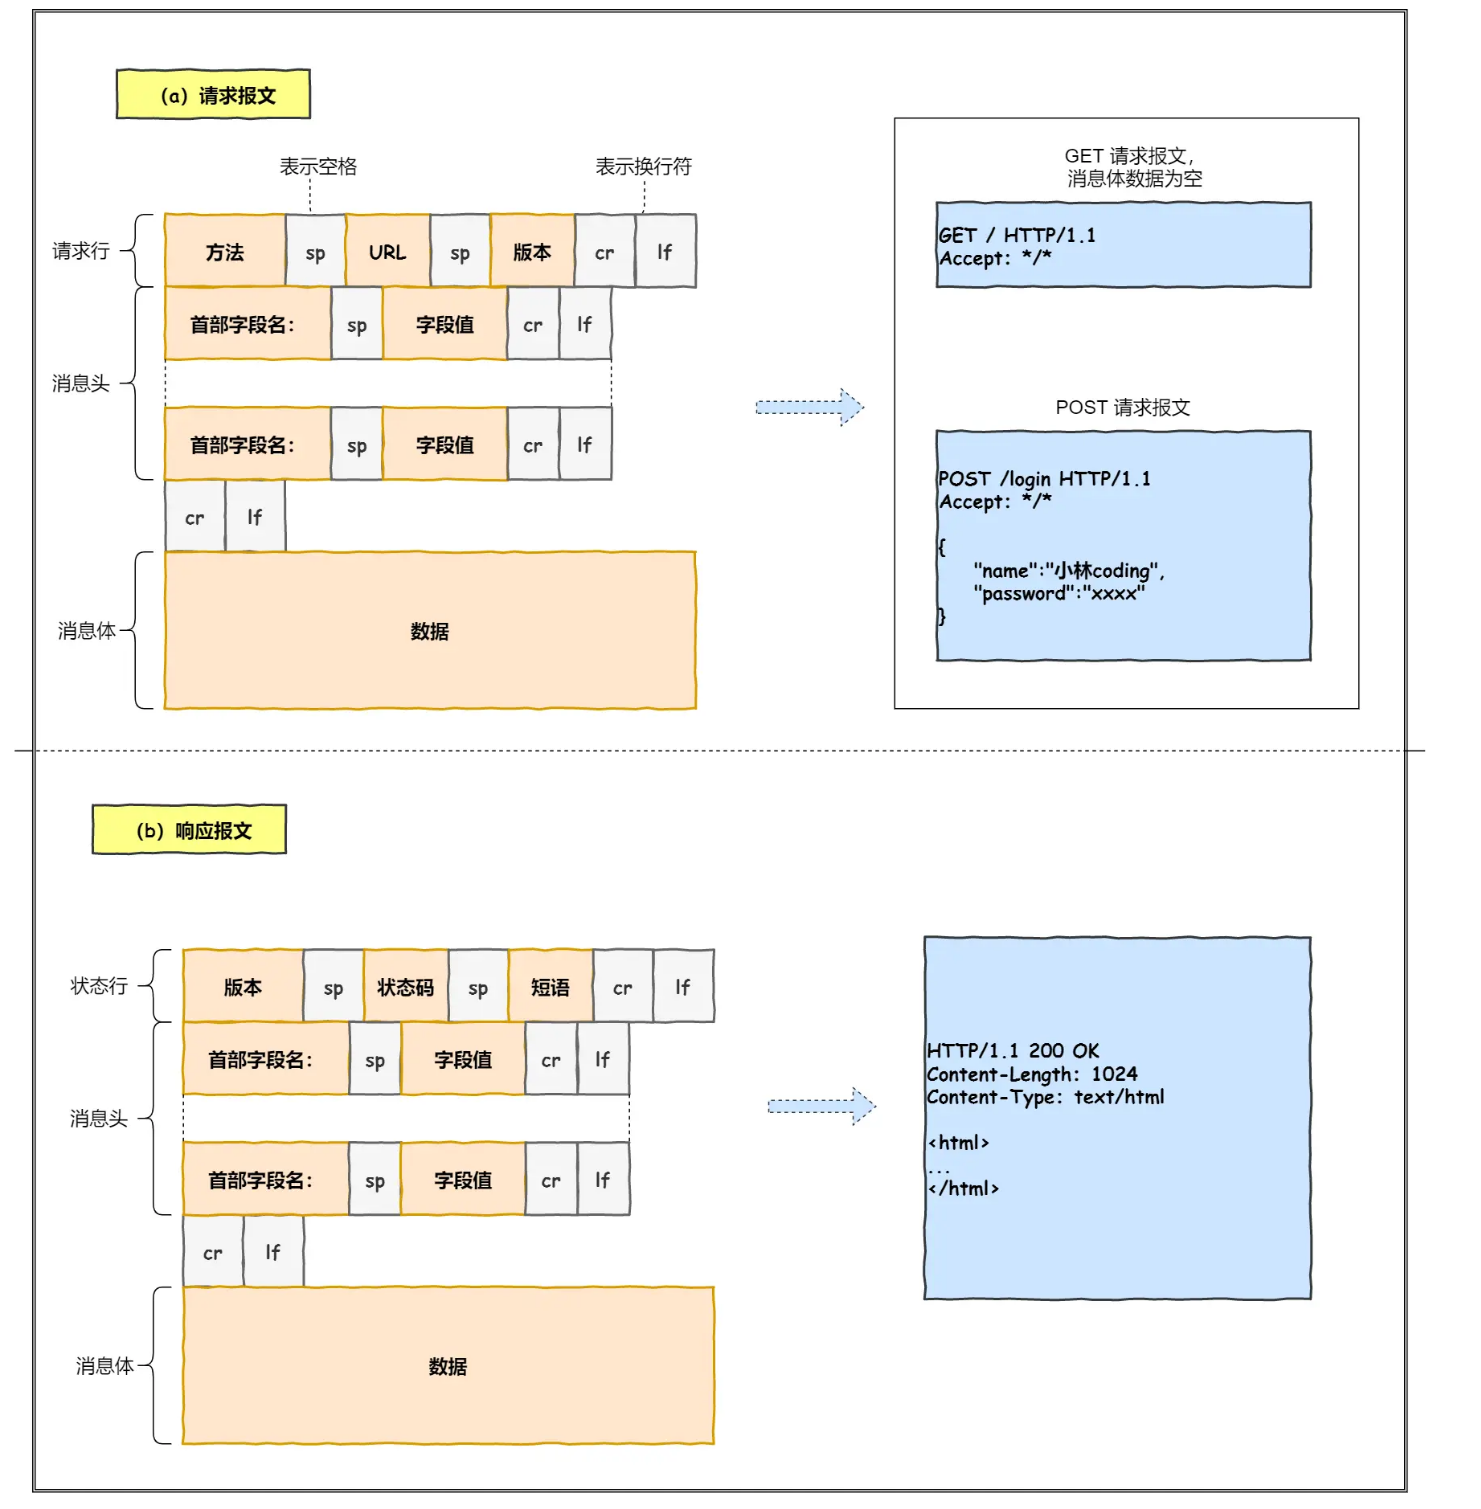 (a) 请求报文
表示空格
表示换行符
请求行
方法 sp URL sp 版本 cr lf
消息头
首部字段名: sp 字段值 cr lf
首部字段名: sp 字段值 cr lf
cr lf
消息体
数据
GET 请求报文,
消息体数据为空
GET / HTTP/1.1
Accept: */*
POST 请求报文
POST /login HTTP/1.1
Accept: */*
{
"name":"小林coding",
"password":"xxxx"
}
(b) 响应报文
状态行
版本 sp 状态码 sp 短语 cr lf
消息头
首部字段名: sp 字段值 cr lf
首部字段名: sp 字段值 cr lf
cr lf
消息体
数据
HTTP/1.1 200 OK
Content-Length: 1024
Content-Type: text/html
<html>
...
</html>